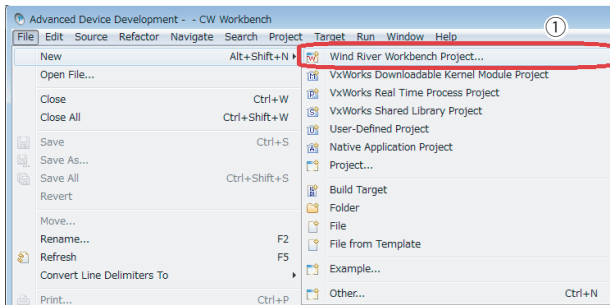 Advanced Device Development - - CW Workbench
File Edit Source Refactor Navigate Search Project Target Run Window Help
①
New Alt+Shift+N
Open File...
Close Ctrl+W
Close All Ctrl+Shift+W
Save Ctrl+S
Save As...
Save All Ctrl+Shift+S
Revert
Move...
Rename... F2
Refresh F5
Convert Line Delimiters To
Print... Ctrl+P
Wind River Workbench Project...
VxWorks Downloadable Kernel Module Project
VxWorks Real Time Process Project
VxWorks Shared Library Project
User-Defined Project
Native Application Project
Project...
Build Target
Folder
File
File from Template
Example...
Other... Ctrl+N